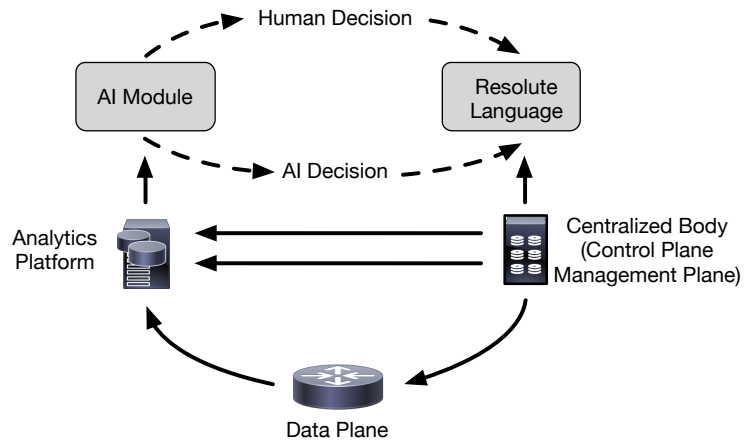 Human Decision
AI Module
Resolute
Language
AI Decision
Analytics
Platform
Centralized Body
(Control Plane
Management Plane)
Data Plane